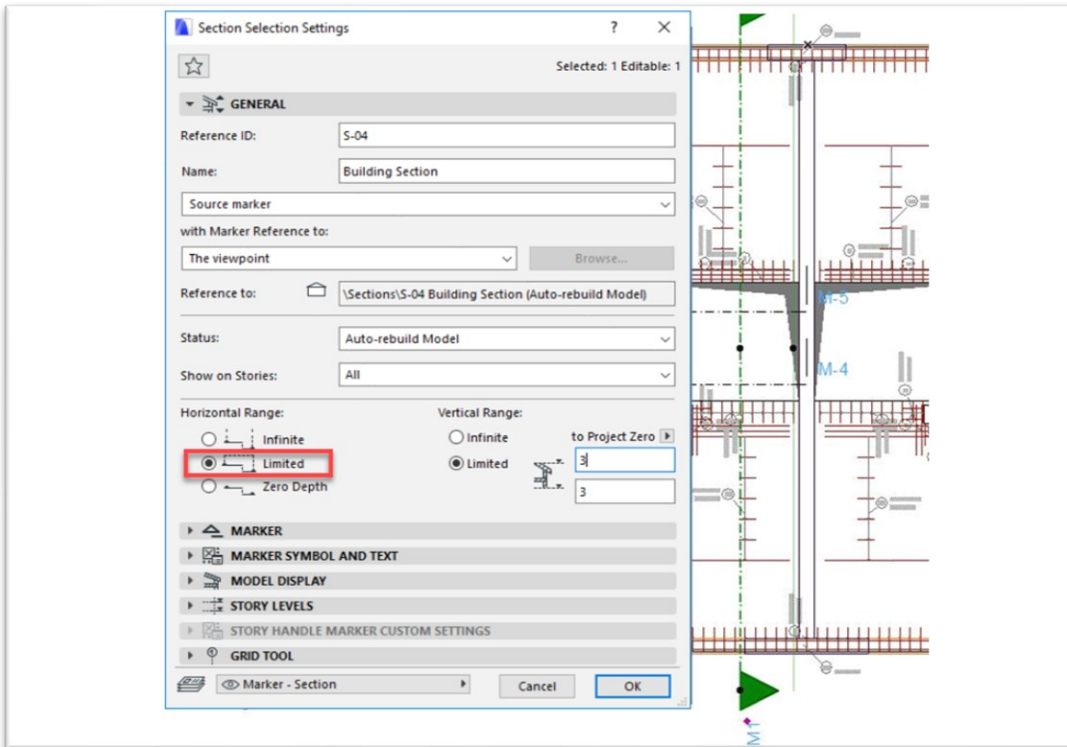 Section Selection Settings ? ×
Selected: 1 Editable: 1
GENERAL
Reference ID: S-04
Name: Building Section
Source marker
with Marker Reference to:
The viewpoint Browse...
Reference to: \Sections\S-04 Building Section (Auto-rebuild Model)
Status: Auto-rebuild Model
Show on Stories: All
Horizontal Range: Vertical Range:
Infinite Infinite to Project Zero
Limited Limited 3
Zero Depth 3
MARKER
MARKER SYMBOL AND TEXT
MODEL DISPLAY
STORY LEVELS
STORY HANDLE MARKER CUSTOM SETTINGS
GRID TOOL
Marker - Section Cancel OK
M-5
M-4
M1